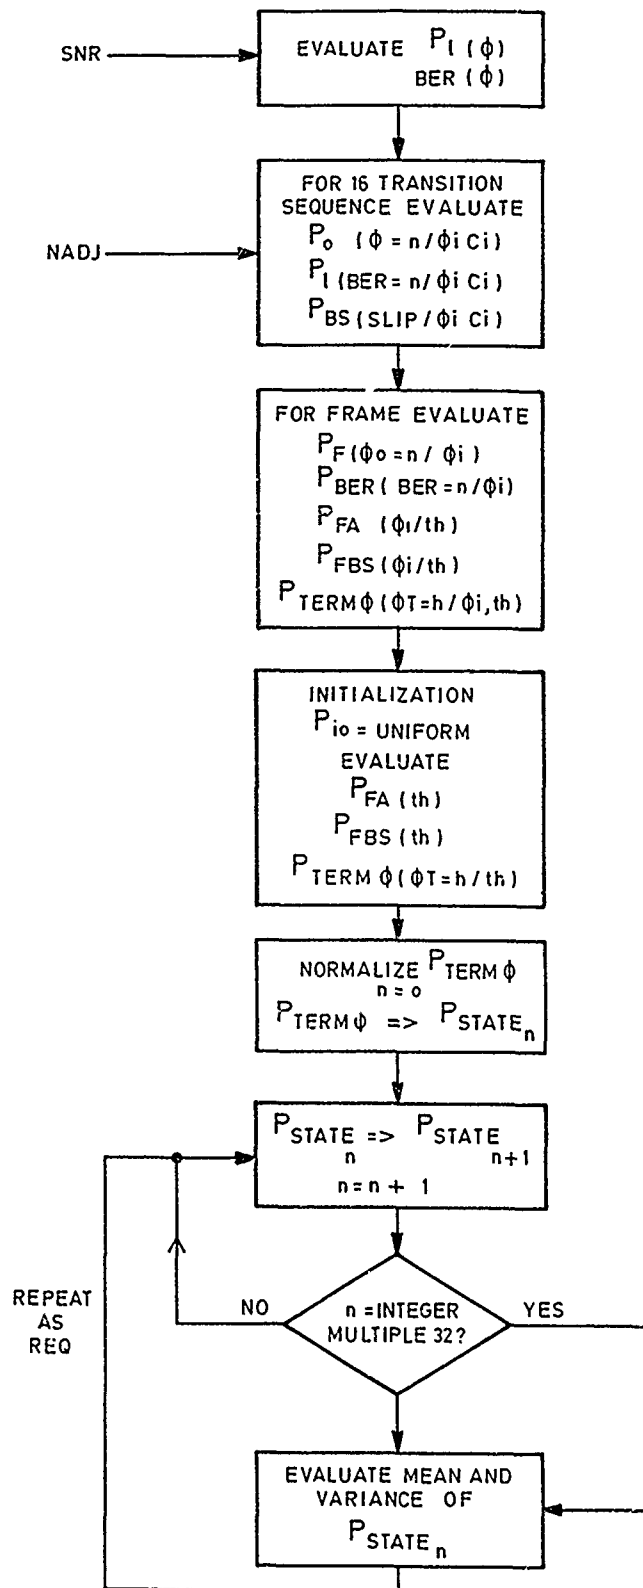 SNR
EVALUATE P1 (ϕ)
BER (ϕ)
NADJ
FOR 16 TRANSITION
SEQUENCE EVALUATE
Po (ϕ = n/ϕi Ci)
P1 (BER = n/ϕi Ci)
PBS (SLIP/ϕi Ci)
FOR FRAME EVALUATE
PF (ϕo = n / ϕi)
PBER ( BER = n/ϕi)
PFA (ϕi/th)
PFBS (ϕi/th)
PTERMϕ (ϕT=h/ϕi,th)
INITIALIZATION
Pio = UNIFORM
EVALUATE
PFA (th)
PFBS (th)
PTERMϕ (ϕT=h/th)
NORMALIZE PTERMϕ
n = o
PTERMϕ => PSTATEn
PSTATEn => PSTATEn+1
n = n + 1
REPEAT
AS
REQ
NO
n = INTEGER
MULTIPLE 32?
YES
EVALUATE MEAN AND
VARIANCE OF
PSTATEn